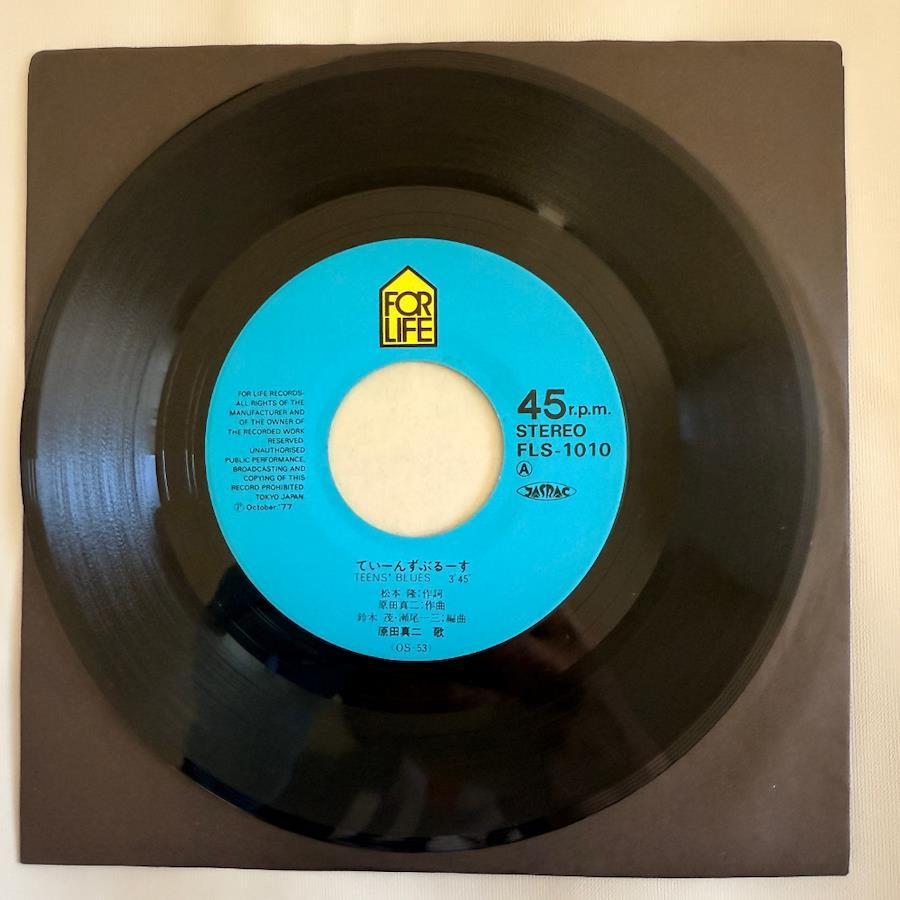 FOR
LIFE
FOR LIFE RECORDS-
ALL RIGHTS OF THE
MANUFACTURER AND
OF THE OWNER OF
THE RECORDED WORK
RESERVED.
UNAUTHORISED
PUBLIC PERFORMANCE,
BROADCASTING AND
COPYING OF THIS
RECORD PROHIBITED.
TOKYO JAPAN.
Ⓟ October.'77
45r.p.m.
STEREO
FLS-1010
Ⓐ
JASRAC
てぃーんずぶるーす
TEENS' BLUES 3'45"
松本 隆:作詞
原田真二:作曲
鈴木 茂・瀬尾一三:編曲
原田真二 歌
(OS-53)